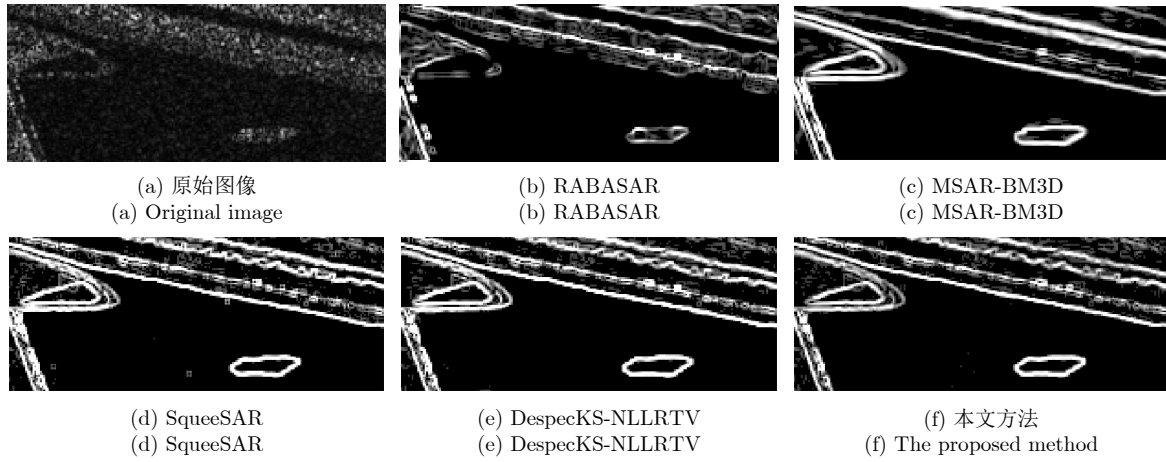 (a) 原始图像
(a) Original image
(b) RABASAR
(b) RABASAR
(c) MSAR-BM3D
(c) MSAR-BM3D
(d) SqueeSAR
(d) SqueeSAR
(e) DespecKS-NLLRTV
(e) DespecKS-NLLRTV
(f) 本文方法
(f) The proposed method